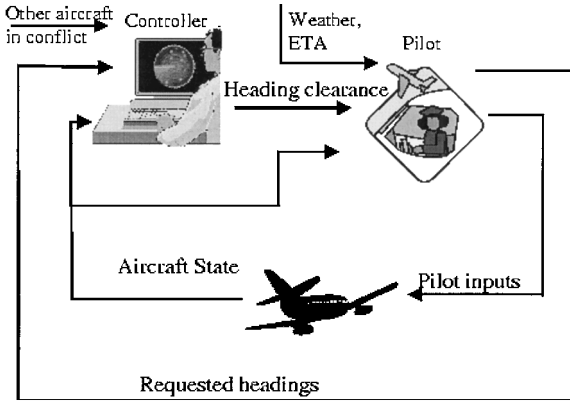 Other aircraft
in conflict
Controller
Weather,
ETA
Pilot
Heading clearance
Aircraft State
Pilot inputs
Requested headings